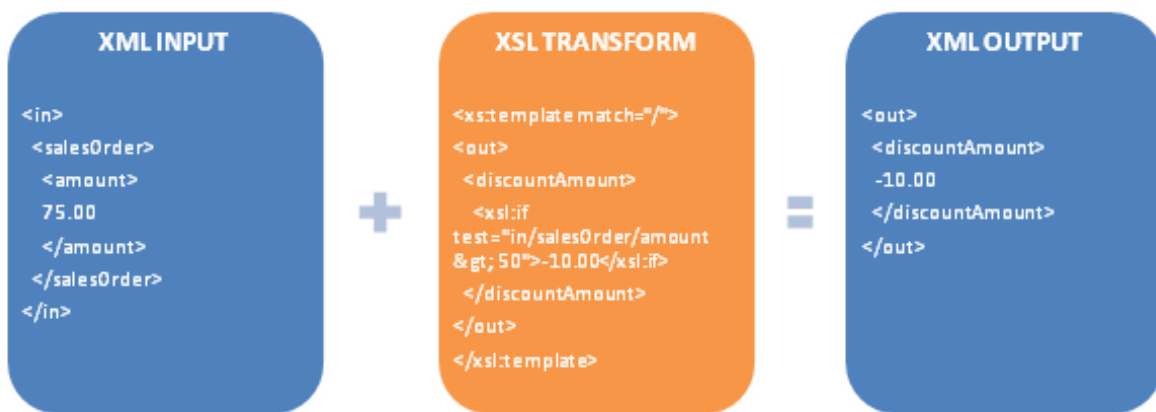 XML INPUT
<in>
<salesOrder>
<amount>
75.00
</amount>
</salesOrder>
</in>
XSL TRANSFORM
<xs:template match="/">
<out>
<discountAmount>
<xsl:if
test="in/salesOrder/amount
&gt; 50">-10.00</xsl:if>
</discountAmount>
</out>
</xsl:template>
XML OUTPUT
<out>
<discountAmount>
-10.00
</discountAmount>
</out>